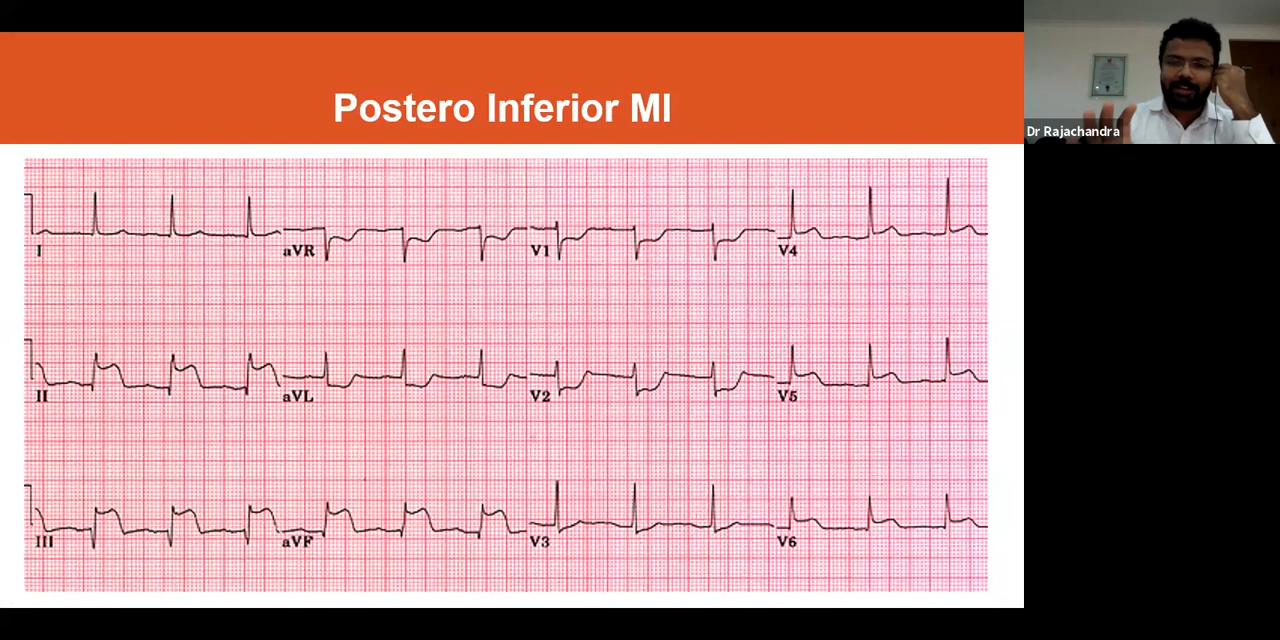 Postero Inferior MI
Dr Rajachandra
I
aVR
V1
V4
II
aVL
V2
V5
III
aVF
V3
V6